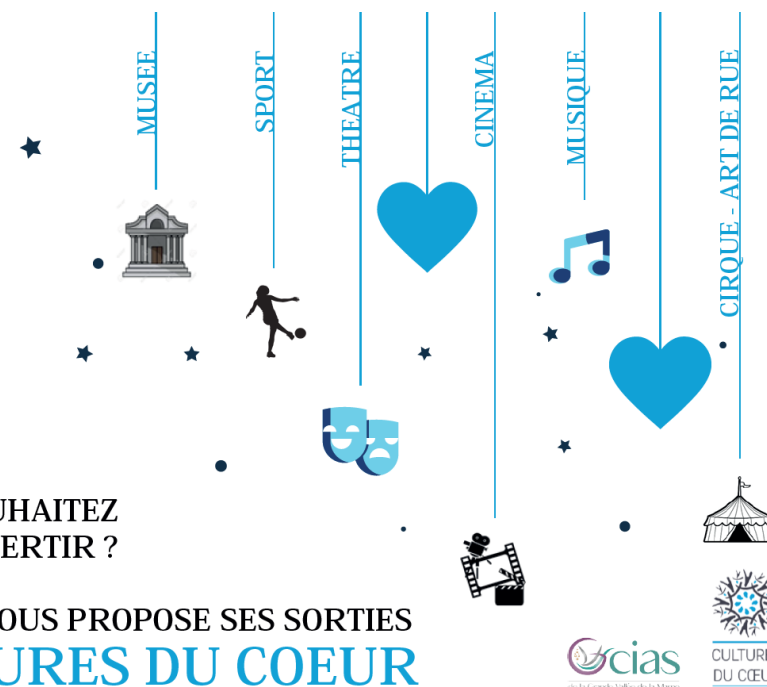 MUSEE
SPORT
THEATRE
CINEMA
MUSIQUE
CIRQUE - ART DE RUE
UHAITEZ
ERTIR ?
OUS PROPOSE SES SORTIES
URES DU COEUR
cias
CULTURE
DU CŒU